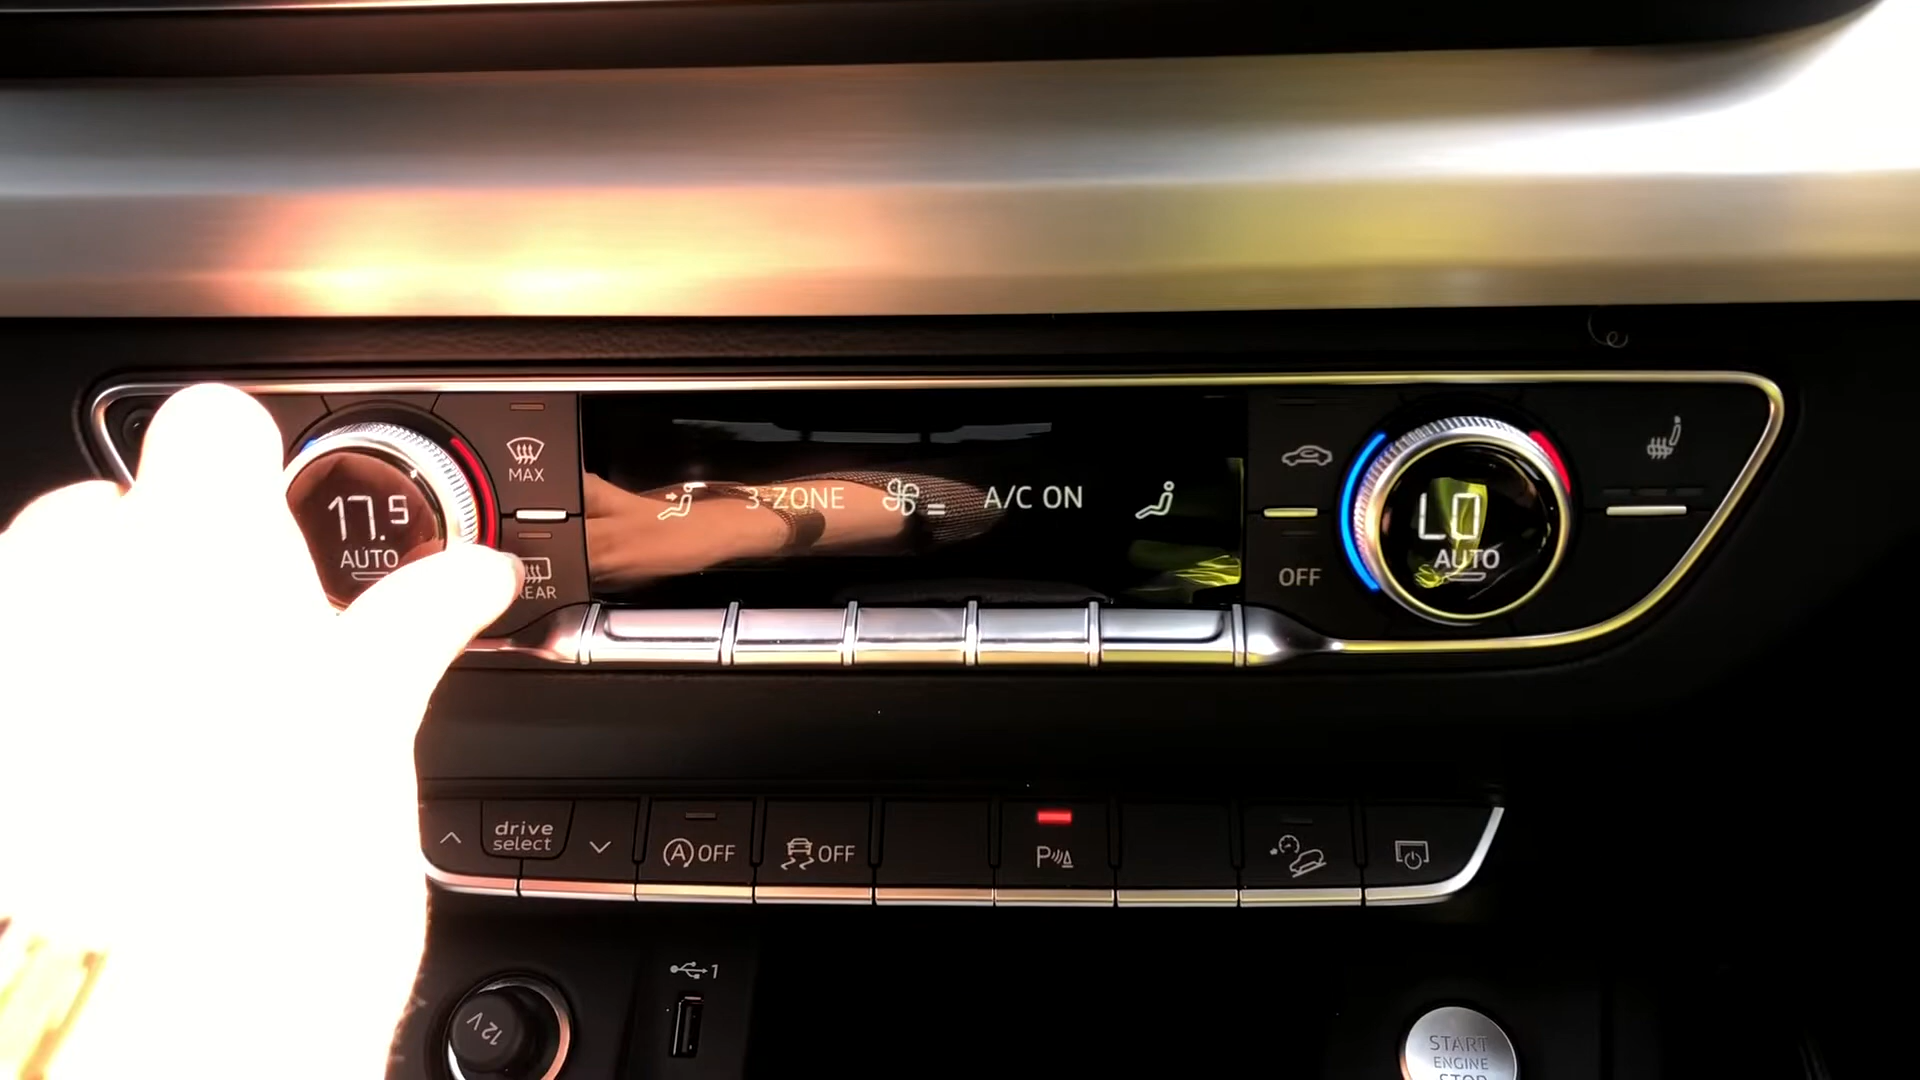 MAX
17.5
AUTO
3-ZONE
A/C ON
LO
AUTO
REAR
OFF
drive
select
OFF
OFF
P
12V
1
START
ENGINE
STOP